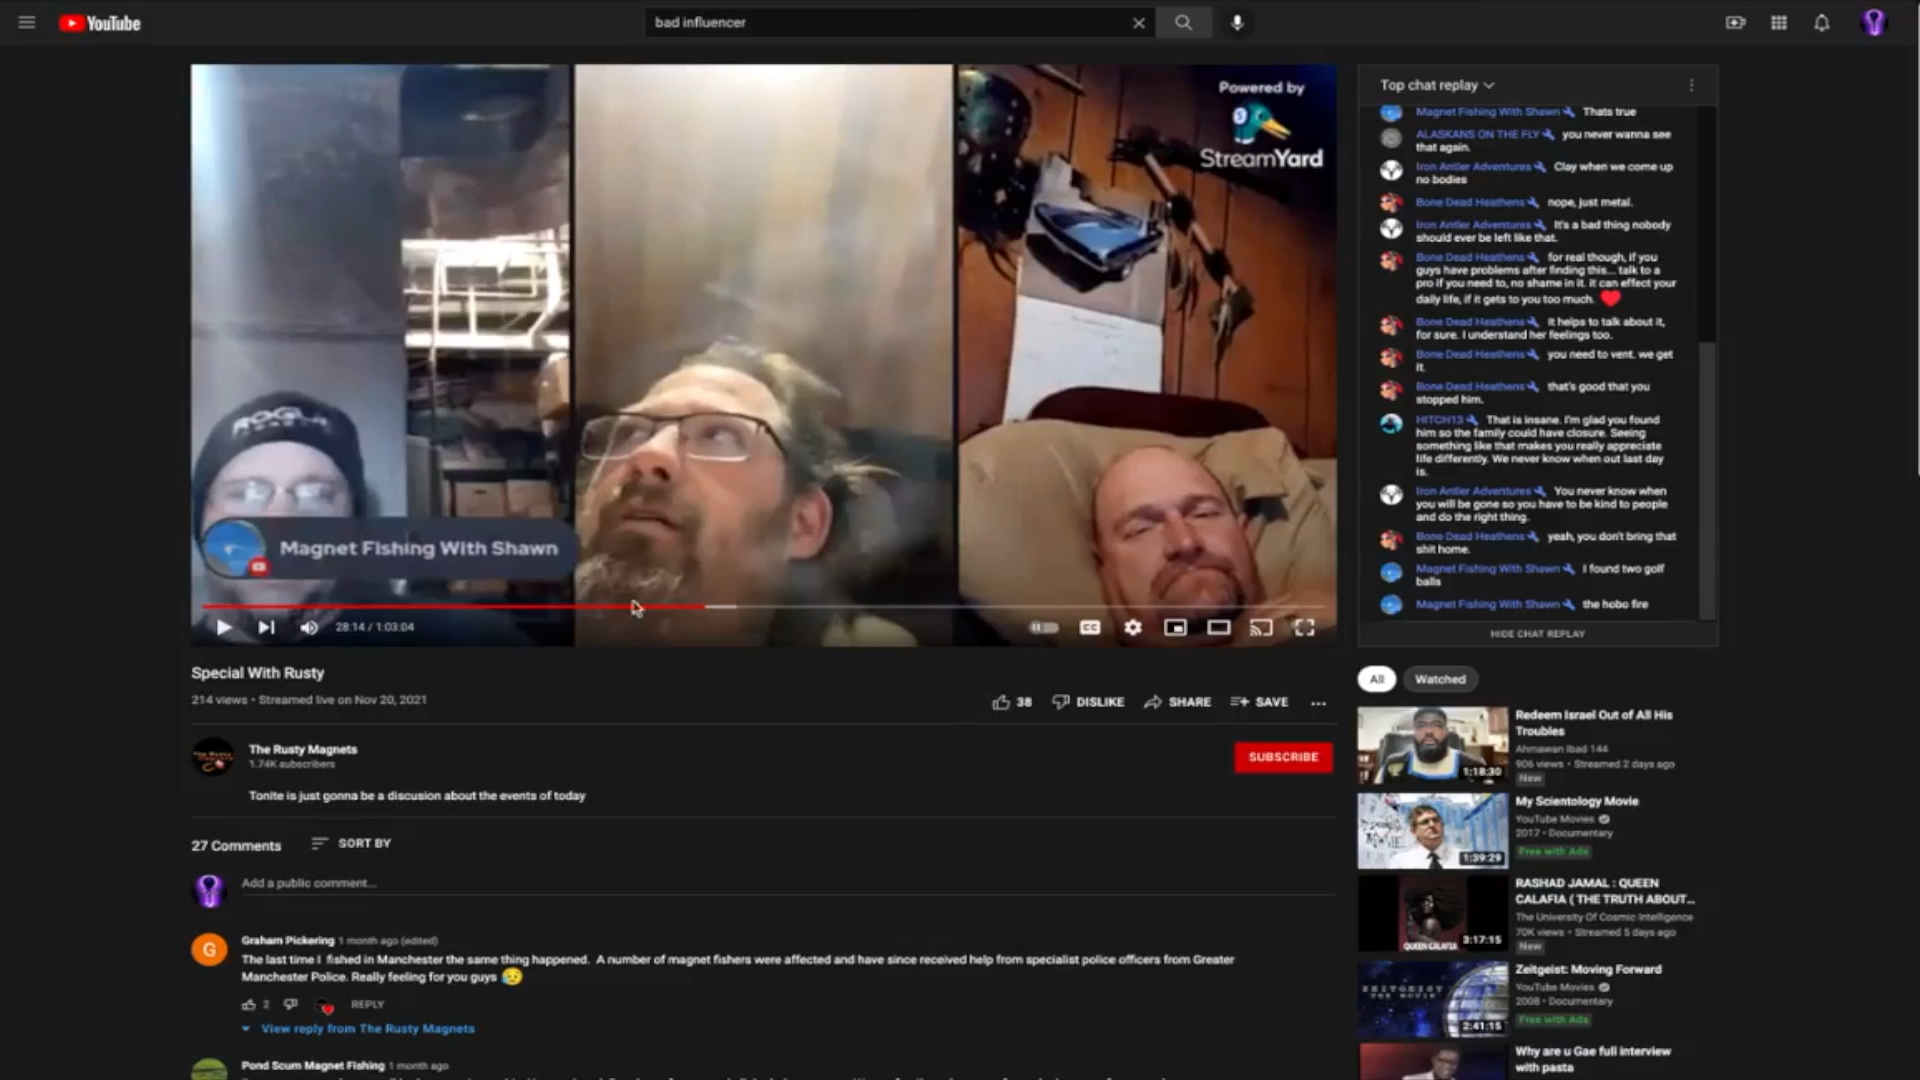 YouTube
bad influencer
Powered by
StreamYard
ROGUE
Magnet Fishing With Shawn
28:14 / 1:03:04
CC
Special With Rusty
214 views • Streamed live on Nov 20, 2021
38
DISLIKE
SHARE
SAVE
The Rusty Magnets
1.74K subscribers
SUBSCRIBE
Tonite is just gonna be a discusion about the events of today
27 Comments
SORT BY
Add a public comment...
G
Graham Pickering 1 month ago (edited)
The last time I fished in Manchester the same thing happened. A number of magnet fishers were affected and have since received help from specialist police officers from Greater
Manchester Police. Really feeling for you guys 😥
2
REPLY
View reply from The Rusty Magnets
Pond Scum Magnet Fishing 1 month ago
Top chat replay
Magnet Fishing With Shawn Thats true
ALASKANS ON THE FLY you never wanna see
that again.
Iron Antler Adventures Clay when we come up
no bodies
Bone Dead Heathens nope, just metal.
Iron Antler Adventures It's a bad thing nobody
should ever be left like that.
Bone Dead Heathens for real though, if you
guys have problems after finding this... talk to a
pro if you need to, no shame in it. it can effect your
daily life, if it gets to you too much. ❤
Bone Dead Heathens it helps to talk about it,
for sure. I understand her feelings too.
Bone Dead Heathens you need to vent. we get
it.
Bone Dead Heathens that's good that you
stopped him.
HITCH13 That is insane. I'm glad you found
him so the family could have closure. Seeing
something like that makes you really appreciate
life differently. We never know when out last day
is.
Iron Antler Adventures You never know when
you will be gone so you have to be kind to people
and do the right thing.
Bone Dead Heathens yeah, you don't bring that
shit home.
Magnet Fishing With Shawn I found two golf
balls
Magnet Fishing With Shawn the hobo fire
HIDE CHAT REPLAY
All
Watched
Redeem Israel Out of All His
Troubles
Ahmawan Ibad 144
906 views • Streamed 2 days ago
New
1:18:30
My Scientology Movie
YouTube Movies
2017 • Documentary
Free with Ads
1:39:29
RASHAD JAMAL : QUEEN
CALAFIA ( THE TRUTH ABOUT...
The University Of Cosmic Intelligence
70K views • Streamed 5 days ago
New
QUEEN CALAFIA
3:17:15
Zeitgeist: Moving Forward
YouTube Movies
2008 • Documentary
Free with Ads
ZEITGEIST
THE MOVIE
2:41:15
Why are u Gae full interview
with pasta